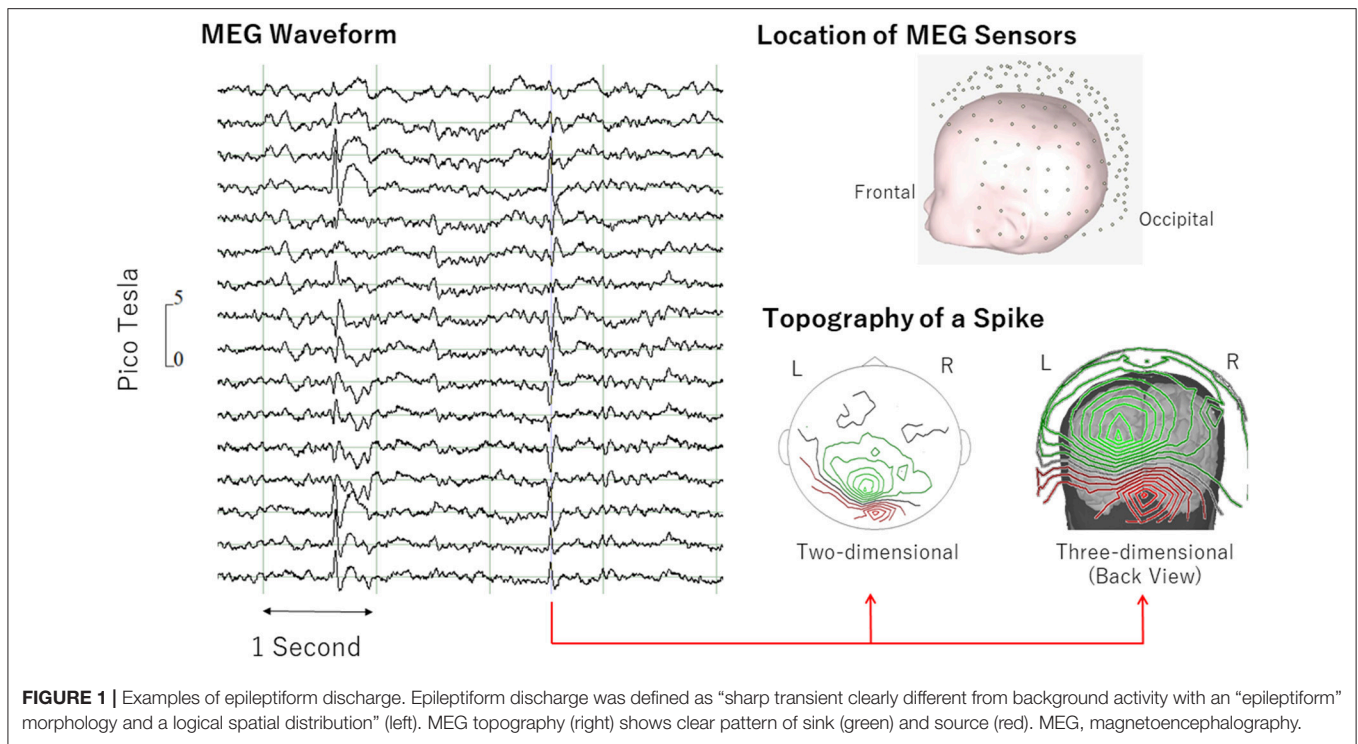 MEG Waveform
Location of MEG Sensors
Frontal
Occipital
Pico Tesla
5
0
1 Second
Topography of a Spike
L
R
L
R
Two-dimensional
Three-dimensional
(Back View)
FIGURE 1 | Examples of epileptiform discharge. Epileptiform discharge was defined as “sharp transient clearly different from background activity with an “epileptiform”
morphology and a logical spatial distribution” (left). MEG topography (right) shows clear pattern of sink (green) and source (red). MEG, magnetoencephalography.